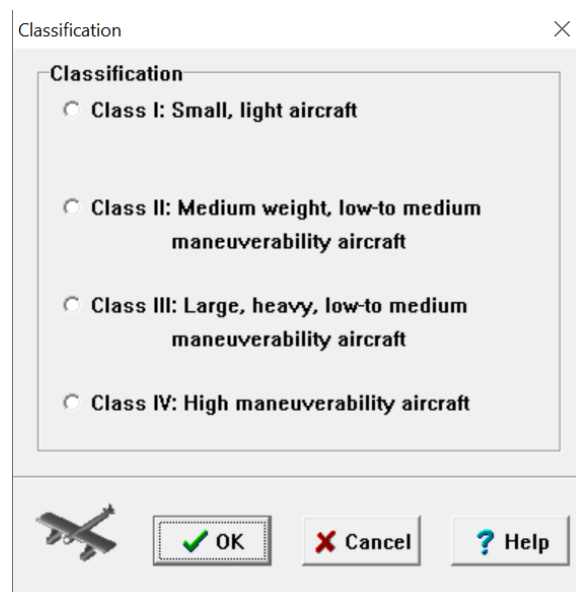 Classification
Classification
Class I: Small, light aircraft
Class II: Medium weight, low-to medium
maneuverability aircraft
Class III: Large, heavy, low-to medium
maneuverability aircraft
Class IV: High maneuverability aircraft
OK Cancel Help